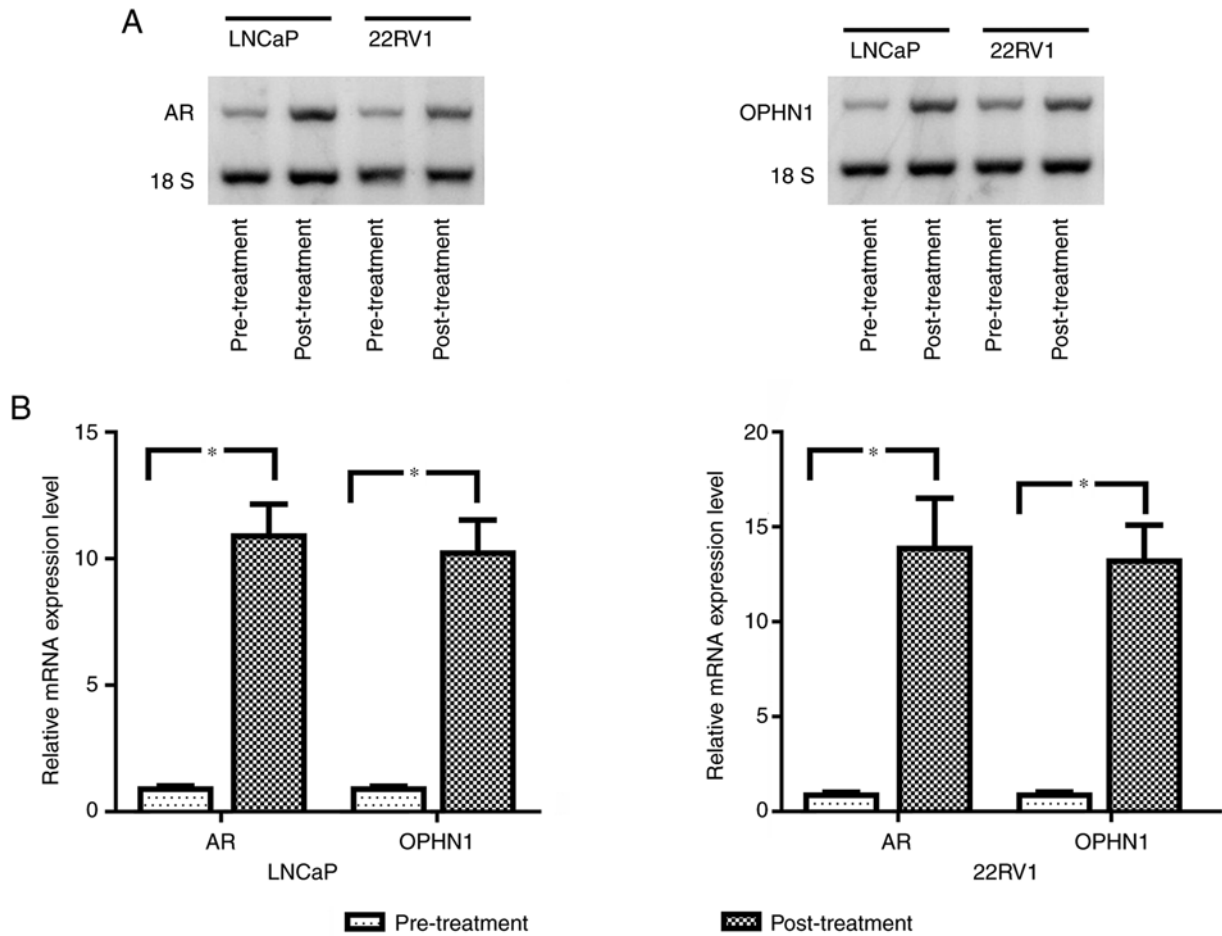 A
LNCaP 22RV1
AR
18 S
Pre-treatment
Post-treatment
Pre-treatment
Post-treatment
LNCaP 22RV1
OPHN1
18 S
Pre-treatment
Post-treatment
Pre-treatment
Post-treatment
B
Relative mRNA expression level
15
10
5
0
*
*
AR OPHN1
LNCaP
Relative mRNA expression level
20
15
10
5
0
*
*
AR OPHN1
22RV1
Pre-treatment Post-treatment